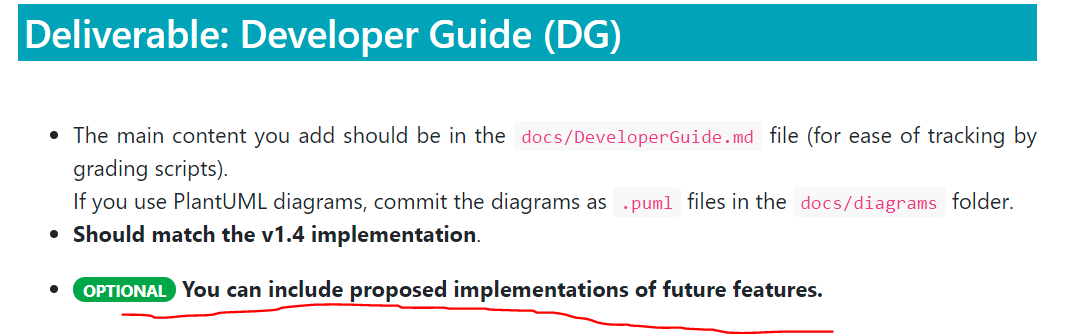 Deliverable: Developer Guide (DG)
The main content you add should be in the docs/DeveloperGuide.md file (for ease of tracking by
grading scripts).
If you use PlantUML diagrams, commit the diagrams as .puml files in the docs/diagrams folder.
Should match the v1.4 implementation.
OPTIONAL You can include proposed implementations of future features.